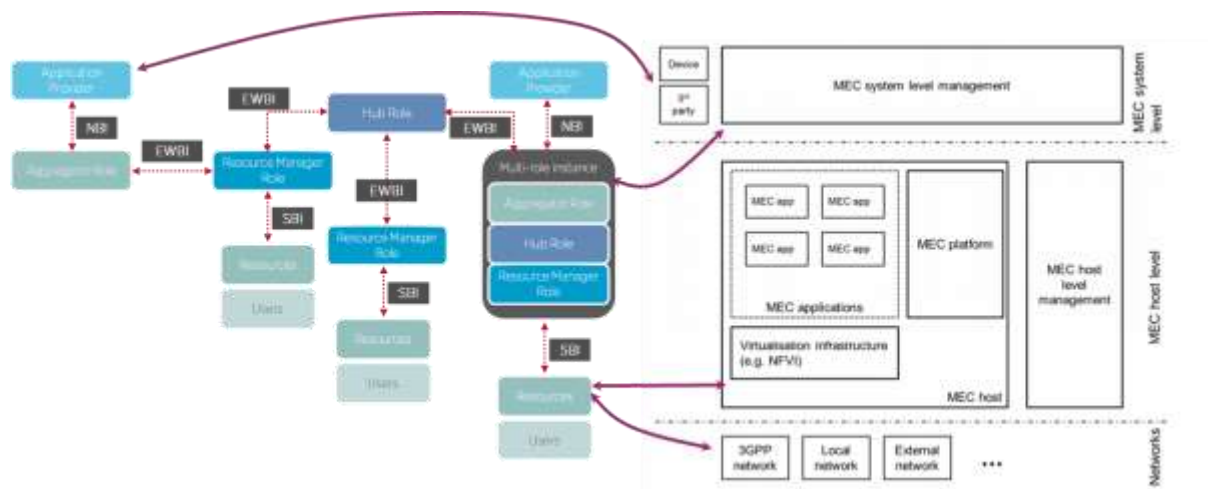 Application
Provider
NBI
Aggregator Role
EWBI
EWBI
Resource Manager
Role
SBI
Resources
Users
Hub Role
EWBI
Resource Manager
Role
SBI
Resources
Users
EWBI
Application
Provider
NBI
Multi-role instance
Aggregator Role
Hub Role
Resource Manager
Role
SBI
Resources
Users
Device
3rd
party
MEC system level management
MEC system
level
MEC app
MEC app
MEC app
MEC app
MEC applications
MEC platform
Virtualisation infrastructure
(e.g. NFVI)
MEC host
MEC host
level
management
MEC host level
3GPP
network
Local
network
External
network
...
Networks